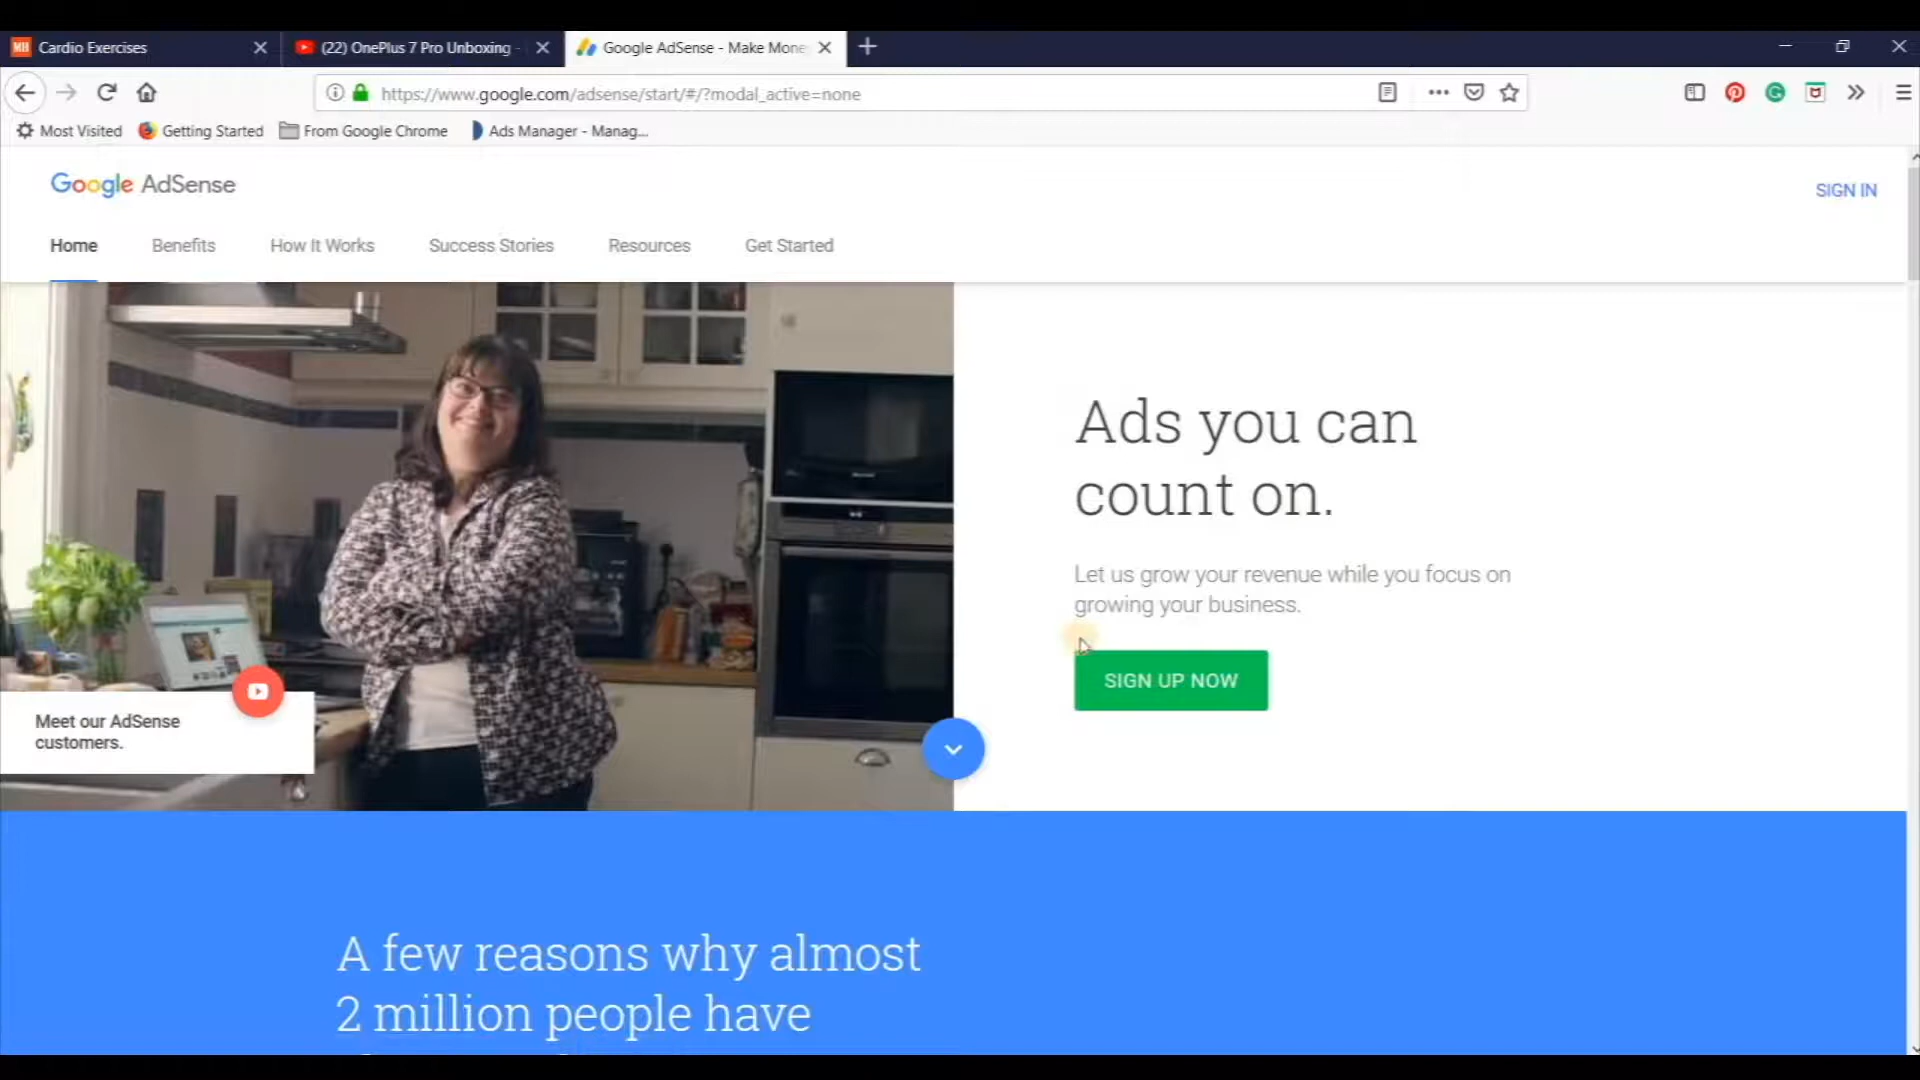 MH Cardio Exercises
(22) OnePlus 7 Pro Unboxing -
Google AdSense - Make Mone
https://www.google.com/adsense/start/#/?modal_active=none
Most Visited
Getting Started
From Google Chrome
Ads Manager - Manag...
Google AdSense
SIGN IN
Home
Benefits
How It Works
Success Stories
Resources
Get Started
Ads you can
count on.
Let us grow your revenue while you focus on
growing your business.
SIGN UP NOW
Meet our AdSense
customers.
A few reasons why almost
2 million people have